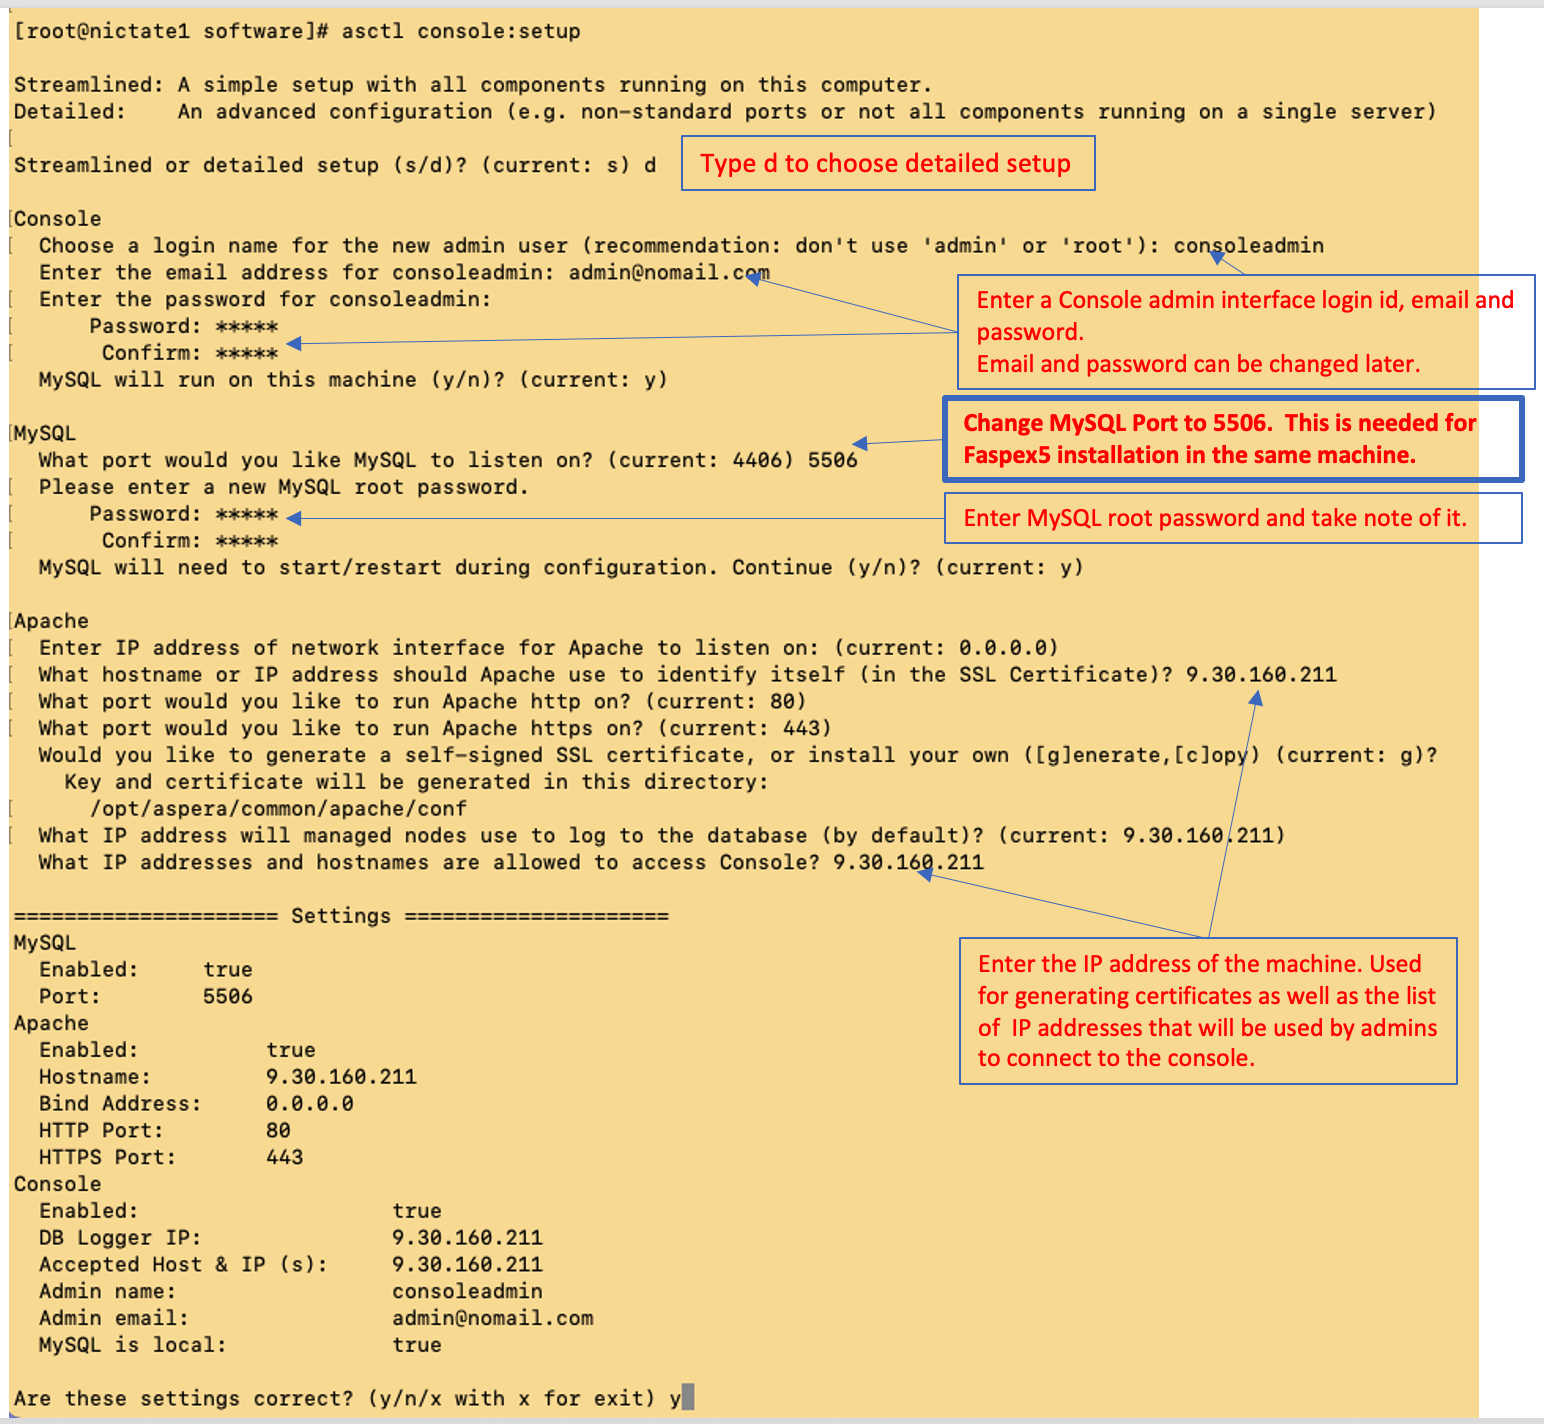 [root@nictate1 software]# asctl console:setup
Streamlined: A simple setup with all components running on this computer.
Detailed:    An advanced configuration (e.g. non-standard ports or not all components running on a single server)
Streamlined or detailed setup (s/d)? (current: s) d
Type d to choose detailed setup
Console
Choose a login name for the new admin user (recommendation: don't use 'admin' or 'root'): consoleadmin
Enter the email address for consoleadmin: admin@nomail.com
Enter the password for consoleadmin:
Password: *****
Confirm: *****
MySQL will run on this machine (y/n)? (current: y)
Enter a Console admin interface login id, email and
password.
Email and password can be changed later.
MySQL
What port would you like MySQL to listen on? (current: 4406) 5506
Please enter a new MySQL root password.
Password: *****
Confirm: *****
MySQL will need to start/restart during configuration. Continue (y/n)? (current: y)
Change MySQL Port to 5506.  This is needed for
Faspex5 installation in the same machine.
Enter MySQL root password and take note of it.
Apache
Enter IP address of network interface for Apache to listen on: (current: 0.0.0.0)
What hostname or IP address should Apache use to identify itself (in the SSL Certificate)? 9.30.160.211
What port would you like to run Apache http on? (current: 80)
What port would you like to run Apache https on? (current: 443)
Would you like to generate a self-signed SSL certificate, or install your own ([g]enerate,[c]opy) (current: g)?
Key and certificate will be generated in this directory:
/opt/aspera/common/apache/conf
What IP address will managed nodes use to log to the database (by default)? (current: 9.30.160.211)
What IP addresses and hostnames are allowed to access Console? 9.30.160.211
===================== Settings =====================
MySQL
Enabled:     true
Port:        5506
Apache
Enabled:          true
Hostname:         9.30.160.211
Bind Address:     0.0.0.0
HTTP Port:        80
HTTPS Port:       443
Console
Enabled:                    true
DB Logger IP:               9.30.160.211
Accepted Host & IP (s):     9.30.160.211
Admin name:                 consoleadmin
Admin email:                admin@nomail.com
MySQL is local:             true
Enter the IP address of the machine. Used
for generating certificates as well as the list
of  IP addresses that will be used by admins
to connect to the console.
Are these settings correct? (y/n/x with x for exit) y